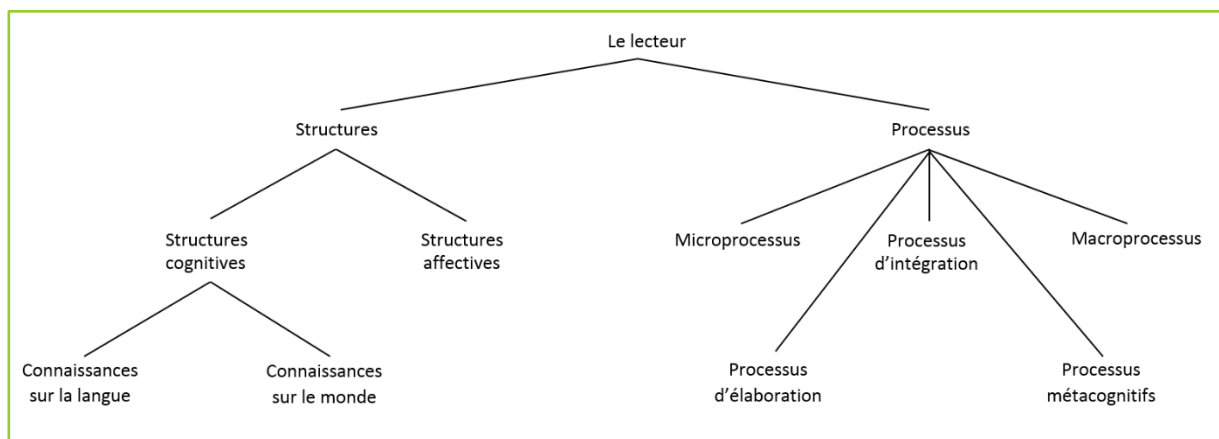 Le lecteur
Structures
Processus
Structures
cognitives
Structures
affectives
Microprocessus
Processus
d’intégration
Macroprocessus
Connaissances
sur la langue
Connaissances
sur le monde
Processus
d’élaboration
Processus
métacognitifs